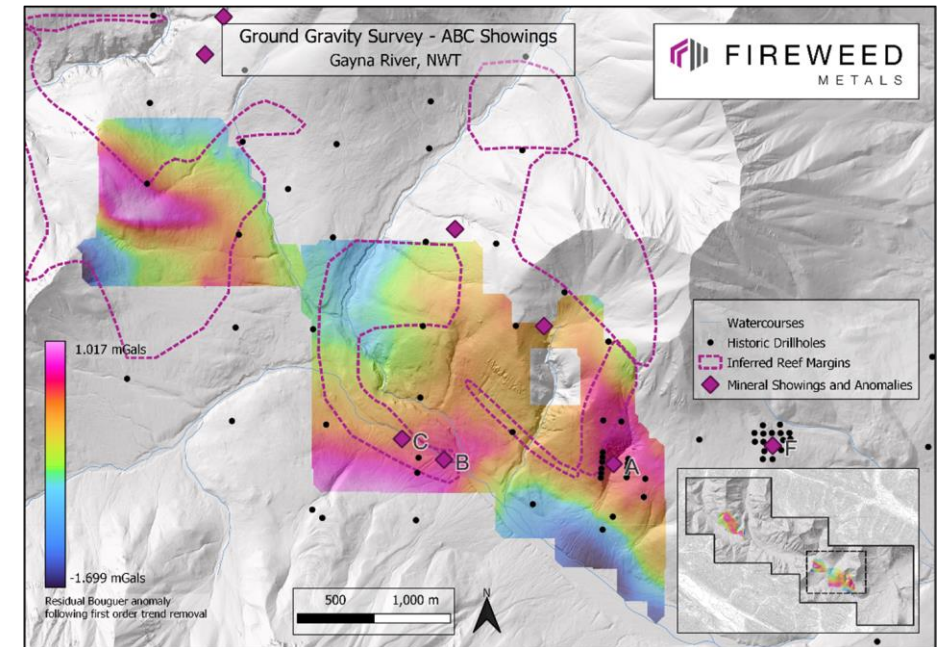 Ground Gravity Survey - ABC Showings
Gayna River, NWT
FIREWEED
METALS
Watercourses
Historic Drillholes
Inferred Reef Margins
Mineral Showings and Anomalies
1.017 mGals
C
B
A
F
-1.699 mGals
Residual Bouguer anomaly
following first order trend removal
500 1,000 m
N